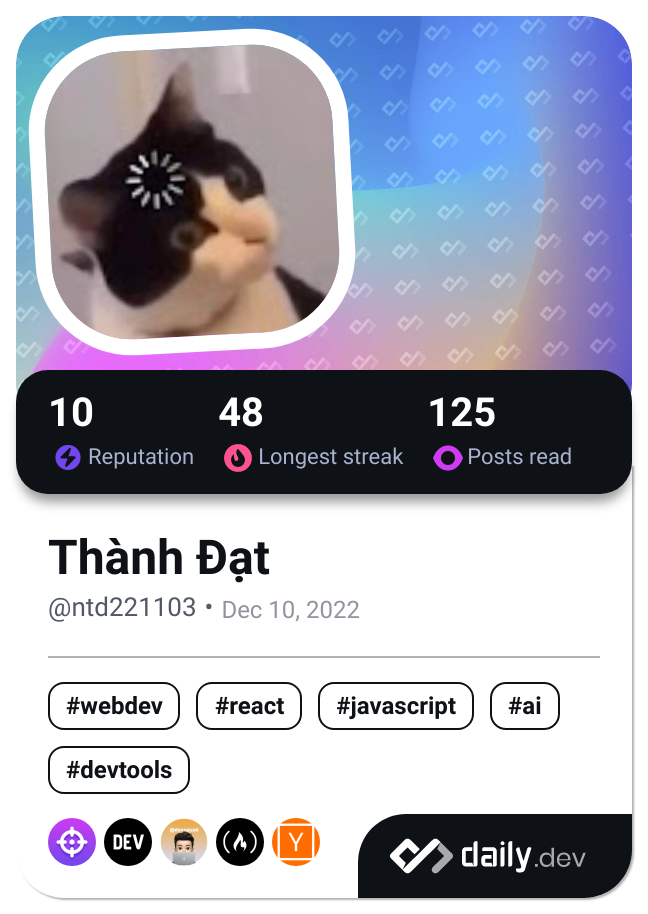 10 48 125
Reputation Longest streak Posts read
Thành Đạt
@ntd221103 • Dec 10, 2022
#webdev #react #javascript #ai
#devtools
DEV Y
daily.dev